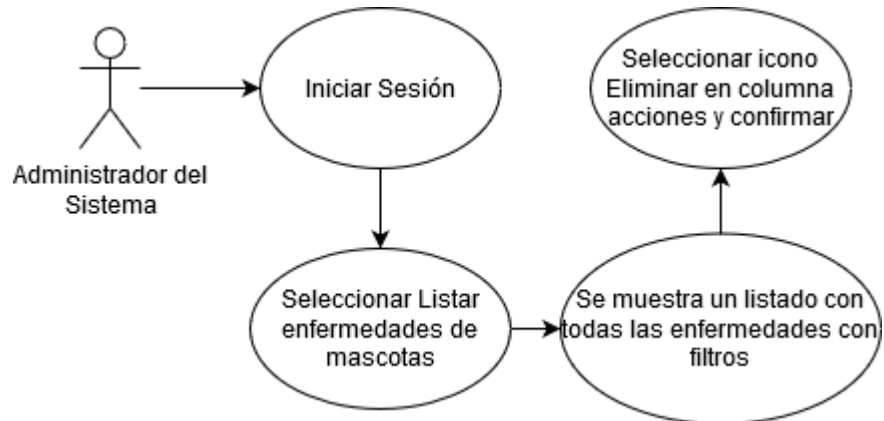 Administrador del
Sistema
Iniciar Sesión
Seleccionar Listar
enfermedades de
mascotas
Se muestra un listado con
todas las enfermedades con
filtros
Seleccionar icono
Eliminar en columna
acciones y confirmar